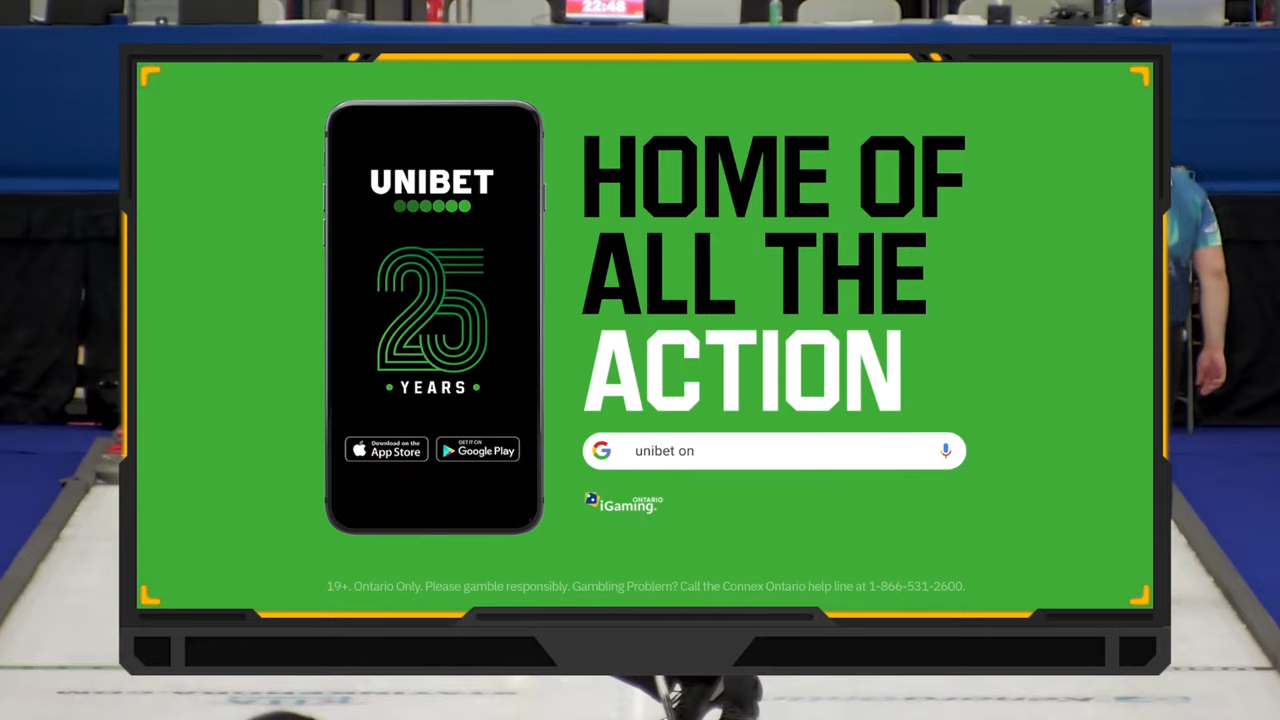 22:48
UNIBET
25
YEARS
Download on the
App Store
GET IT ON
Google Play
HOME OF
ALL THE
ACTION
G
unibet on
iGaming
ONTARIO
19+. Ontario Only. Please gamble responsibly. Gambling Problem? Call the Connex Ontario help line at 1-866-531-2600.